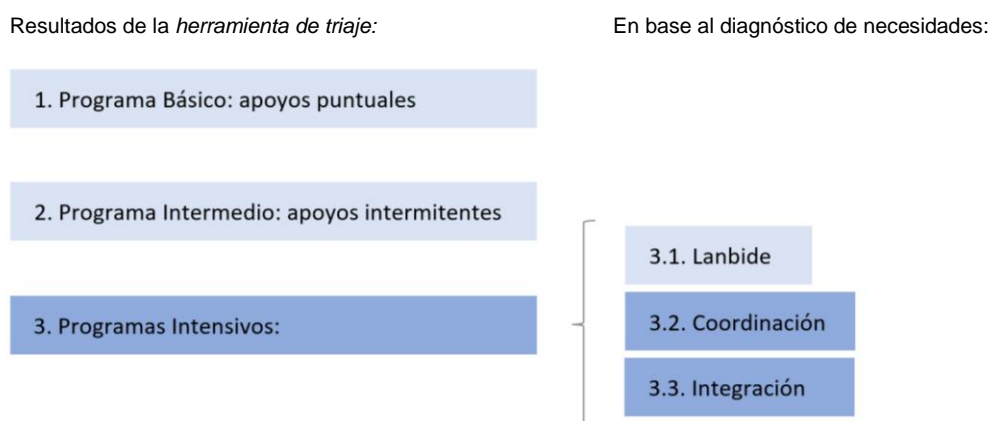 Resultados de la herramienta de triaje:
En base al diagnóstico de necesidades:
1. Programa Básico: apoyos puntuales
2. Programa Intermedio: apoyos intermitentes
3. Programas Intensivos:
3.1. Lanbide
3.2. Coordinación
3.3. Integración